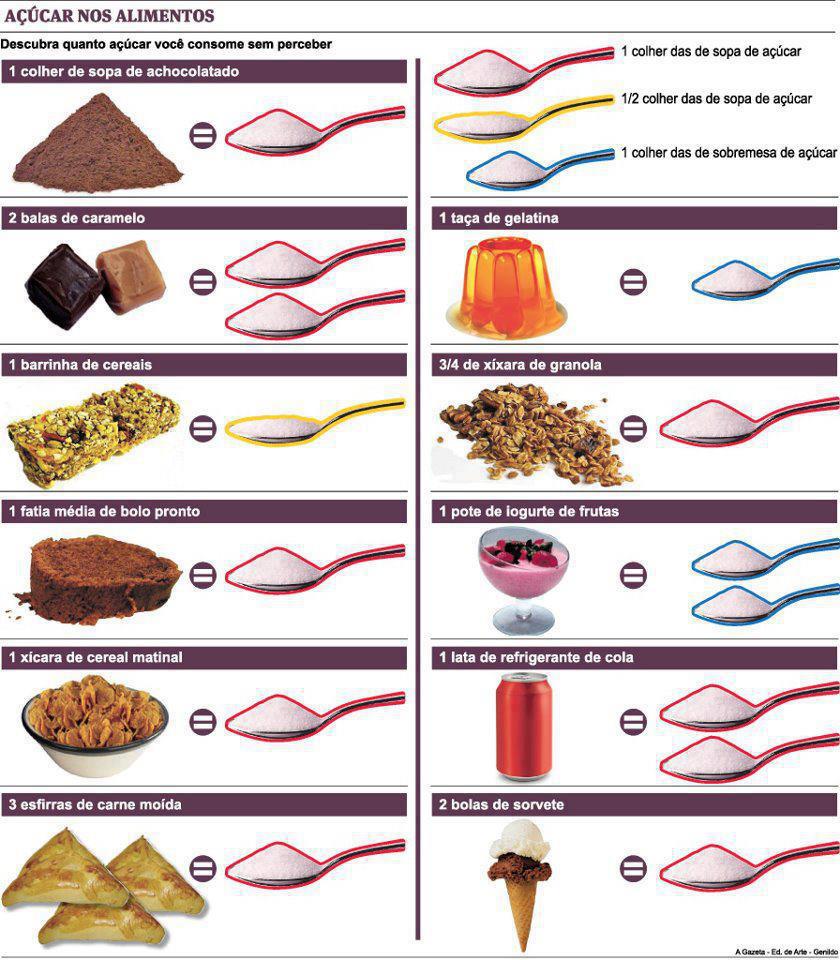 AÇÚCAR NOS ALIMENTOS
Descubra quanto açúcar você consome sem perceber
1 colher de sopa de achocolatado
1 colher das de sopa de açúcar
1/2 colher das de sopa de açúcar
1 colher das de sobremesa de açúcar
2 balas de caramelo
1 taça de gelatina
1 barrinha de cereais
3/4 de xíxara de granola
1 fatia média de bolo pronto
1 pote de iogurte de frutas
1 xícara de cereal matinal
1 lata de refrigerante de cola
3 esfirras de carne moída
2 bolas de sorvete
A Gazeta - Ed. de Arte - Genildo